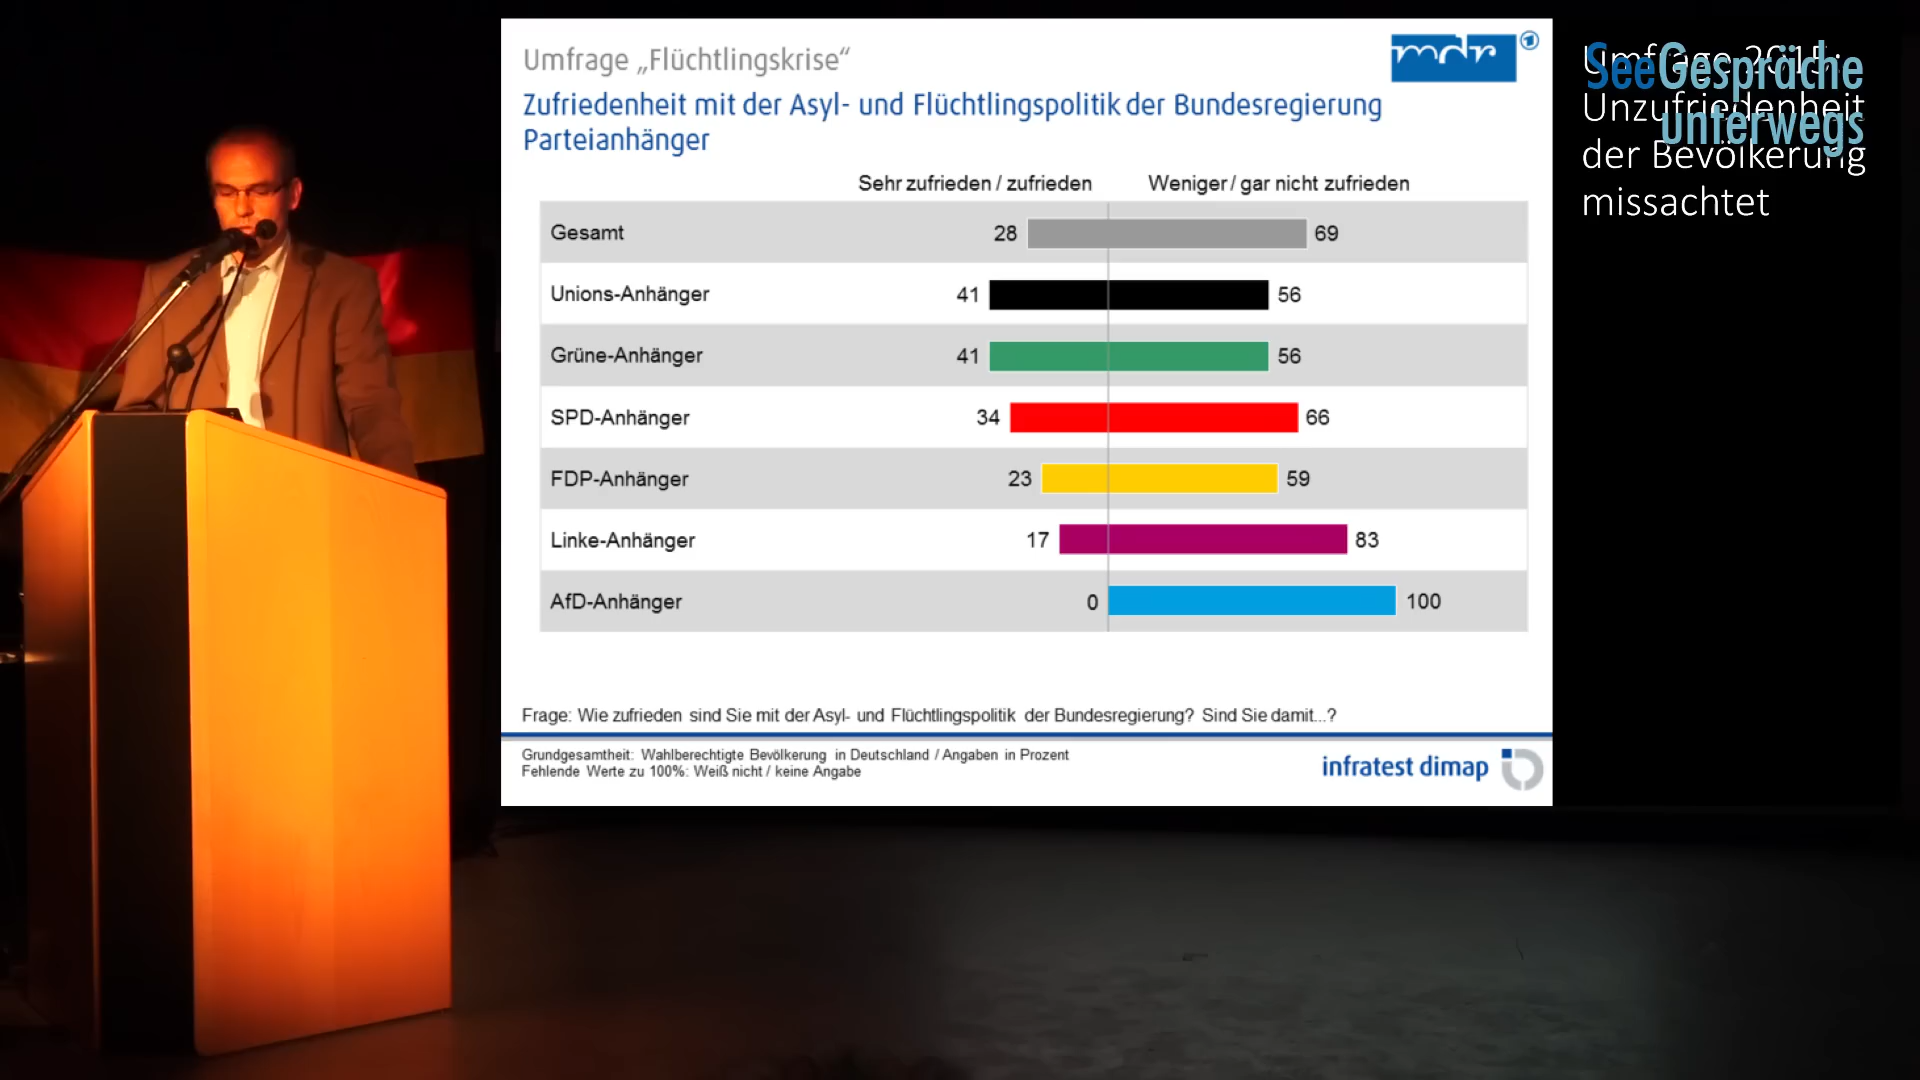 Umfrage „Flüchtlingskrise“
mdr
Zufriedenheit mit der Asyl- und Flüchtlingspolitik der Bundesregierung
Parteianhänger
Sehr zufrieden / zufrieden Weniger / gar nicht zufrieden
Gesamt 28 69
Unions-Anhänger 41 56
Grüne-Anhänger 41 56
SPD-Anhänger 34 66
FDP-Anhänger 23 59
Linke-Anhänger 17 83
AfD-Anhänger 0 100
Frage: Wie zufrieden sind Sie mit der Asyl- und Flüchtlingspolitik der Bundesregierung? Sind Sie damit...?
Grundgesamtheit: Wahlberechtigte Bevölkerung in Deutschland / Angaben in Prozent
Fehlende Werte zu 100%: Weiß nicht / keine Angabe
infratest dimap
Umfrage 2015:
Unzufriedenheit
der Bevölkerung
missachtet
SeeGespräche
unterwegs